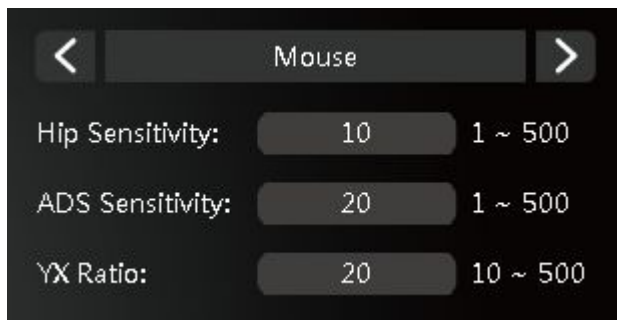 Mouse
Hip Sensitivity: 10 1 ~ 500
ADS Sensitivity: 20 1 ~ 500
YX Ratio: 20 10 ~ 500